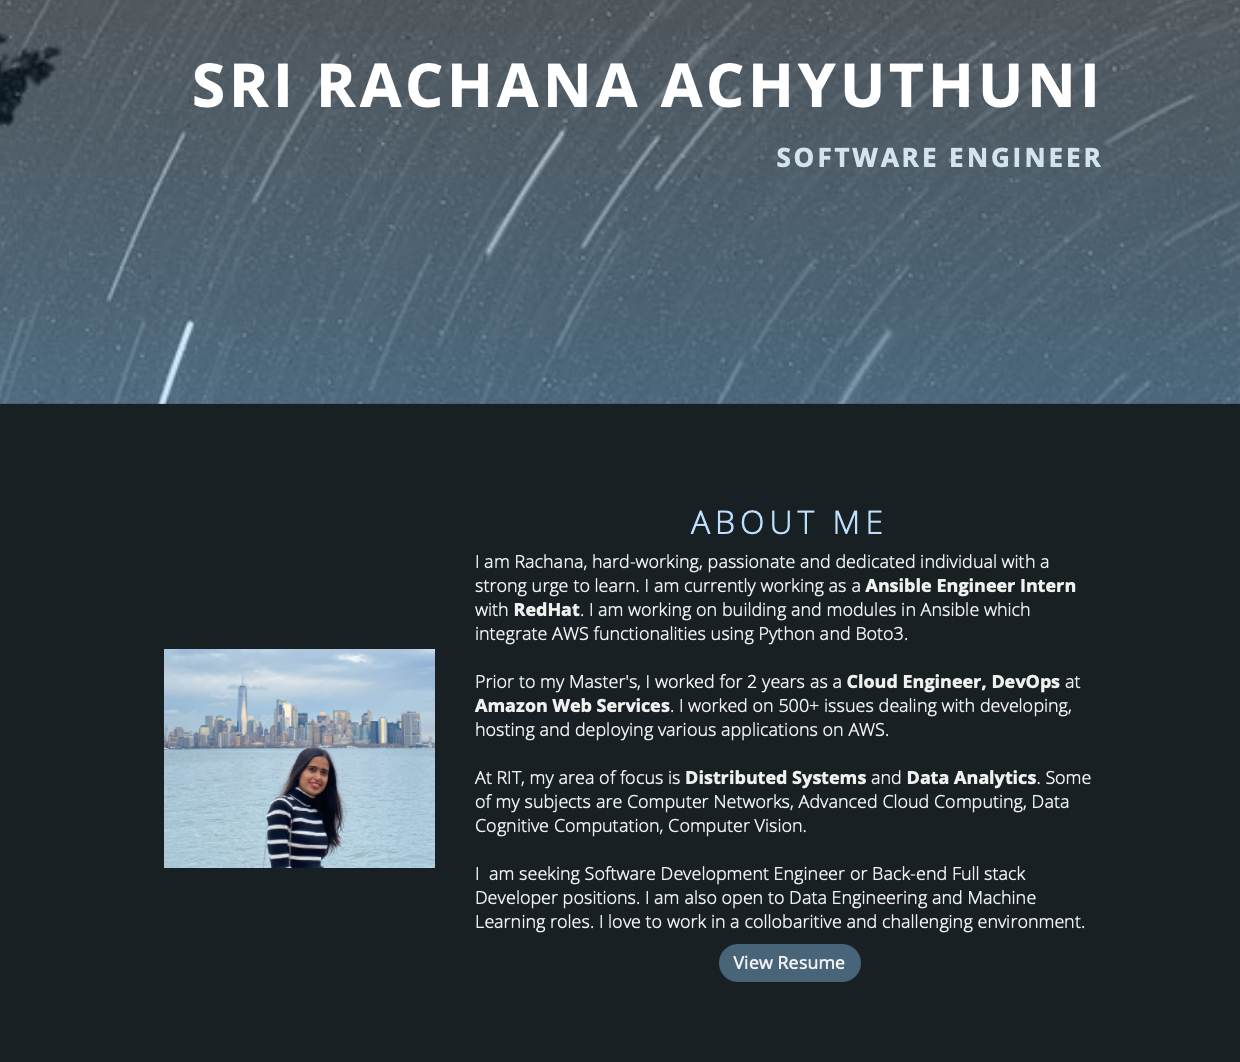 SRI RACHANA ACHYUTHUNI
SOFTWARE ENGINEER
ABOUT ME
I am Rachana, hard-working, passionate and dedicated individual with a
strong urge to learn. I am currently working as a Ansible Engineer Intern
with RedHat. I am working on building and modules in Ansible which
integrate AWS functionalities using Python and Boto3.
Prior to my Master's, I worked for 2 years as a Cloud Engineer, DevOps at
Amazon Web Services. I worked on 500+ issues dealing with developing,
hosting and deploying various applications on AWS.
At RIT, my area of focus is Distributed Systems and Data Analytics. Some
of my subjects are Computer Networks, Advanced Cloud Computing, Data
Cognitive Computation, Computer Vision.
I  am seeking Software Development Engineer or Back-end Full stack
Developer positions. I am also open to Data Engineering and Machine
Learning roles. I love to work in a collobaritive and challenging environment.
View Resume